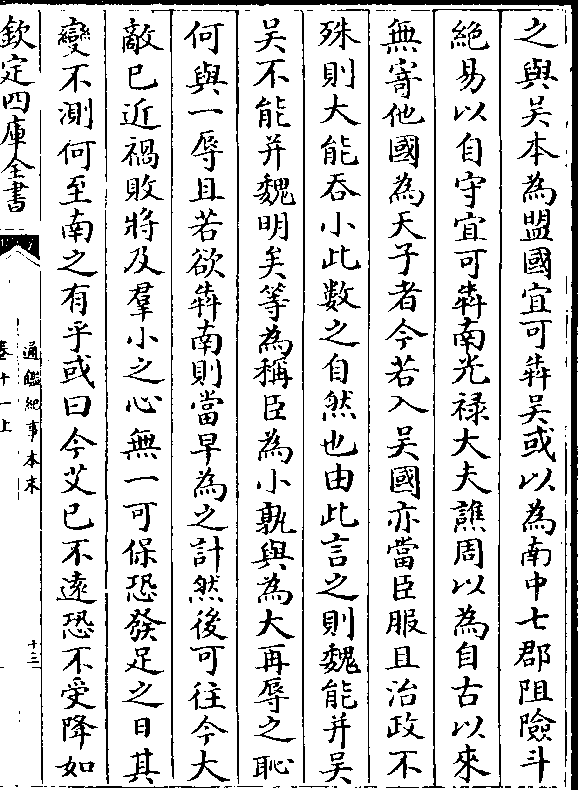 之與吴本為盟國宜可犇吴或以為南中七郡阻險斗
絶易以自守宜可犇南光禄大夫譙周以為自古以來
無寄他國為天子者今若入吴國亦當臣服且治政不
殊則大能吞小此數之自然也由此言之則魏能并吴
吴不能并魏明矣等為稱臣為小孰與為大再辱之恥
何與一辱且若欲犇南則當早為之計然後可徃今大
敵已近禍敗將及羣小之心無一可保恐發足之日其
變不測何至南之有乎或曰今艾已不逺恐不受降如
欽定四庫全書
通鑑紀事本末
卷十一上
十三